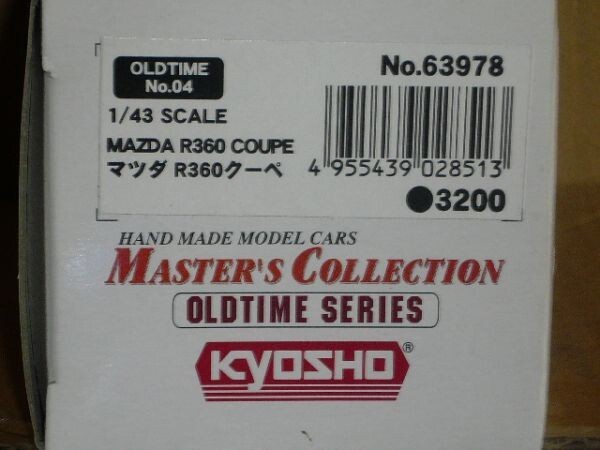 OLDTIME
No.04
No.63978
1/43 SCALE
MAZDA R360 COUPE
マツダ R360クーペ
4 955439 028513
●3200
HAND MADE MODEL CARS
MASTER'S COLLECTION
OLDTIME SERIES
KYOSHO®